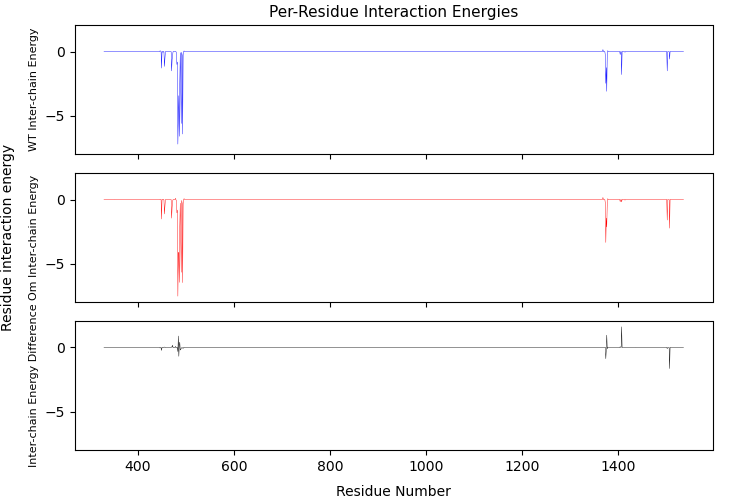 Per-Residue Interaction Energies
WT Inter-chain Energy
0
−5
Residue interaction energy
Om Inter-chain Energy
0
−5
Inter-chain Energy Difference
0
−5
400 600 800 1000 1200 1400
Residue Number